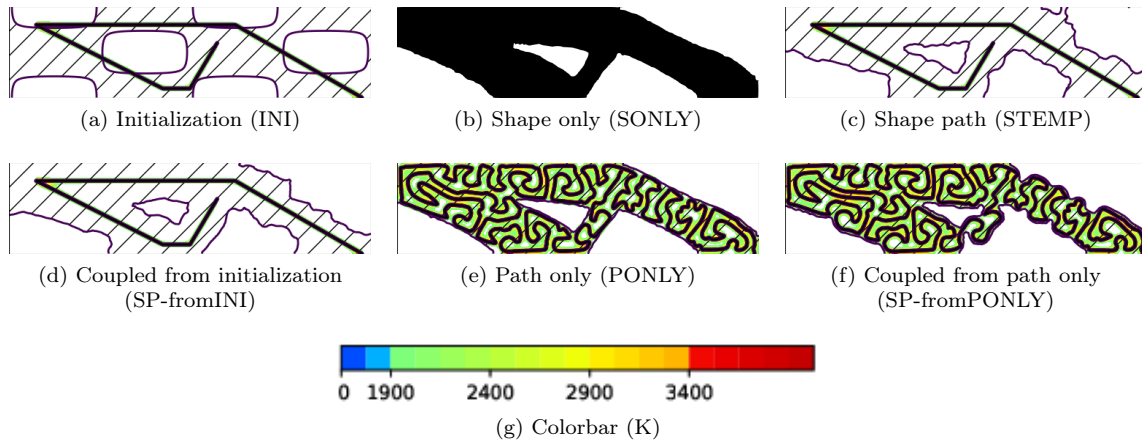 (a) Initialization (INI)
(b) Shape only (SONLY)
(c) Shape path (STEMP)
(d) Coupled from initialization
(SP-fromINI)
(e) Path only (PONLY)
(f) Coupled from path only
(SP-fromPONLY)
0 1900 2400 2900 3400
(g) Colorbar (K)